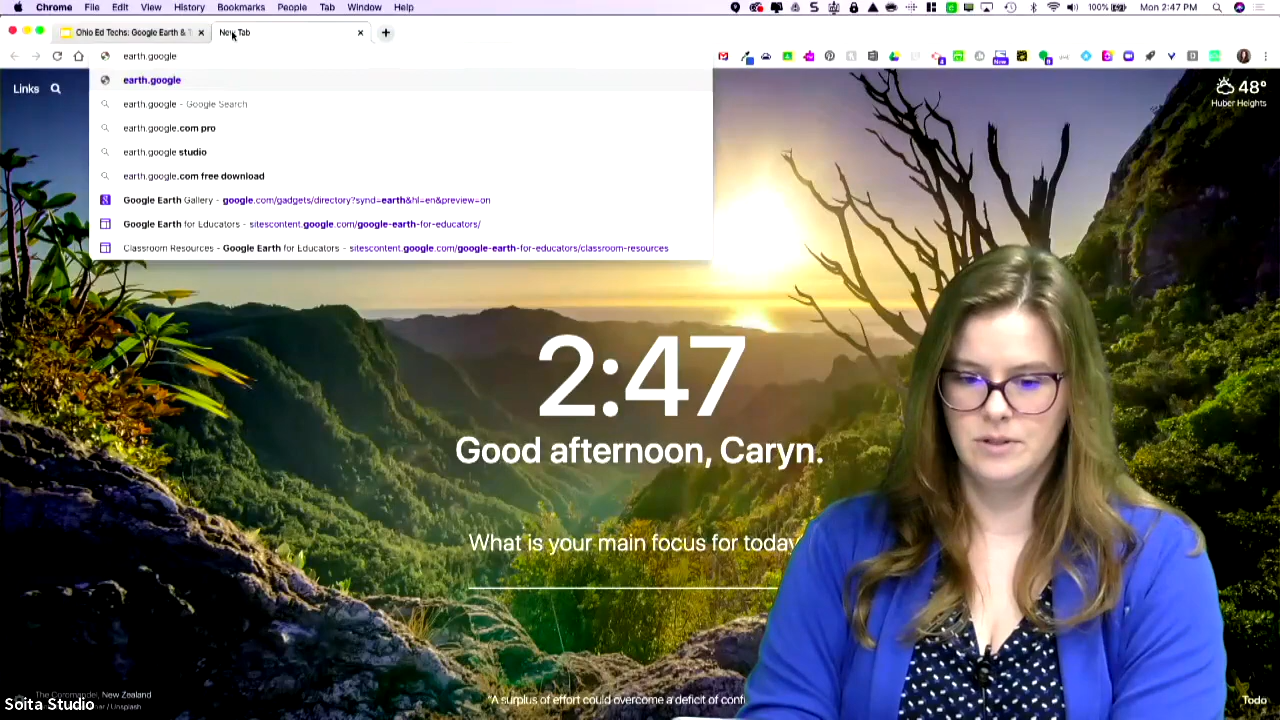 Chrome File Edit View History Bookmarks People Tab Window Help 100% Mon 2:47 PM
Ohio Ed Techs: Google Earth & T New Tab
earth.google
New
Links
earth.google
48°
earth.google - Google Search
Huber Heights
earth.google.com pro
earth.google studio
earth.google.com free download
Google Earth Gallery - google.com/gadgets/directory?synd=earth&hl=en&preview=on
Google Earth for Educators - sitescontent.google.com/google-earth-for-educators/
Classroom Resources - Google Earth for Educators - sitescontent.google.com/google-earth-for-educators/classroom-resources
2:47
Good afternoon, Caryn.
What is your main focus for today
The Coromandel, New Zealand
Soita Studio
/ Unsplash
"A surplus of effort could overcome a deficit of confi
Todo